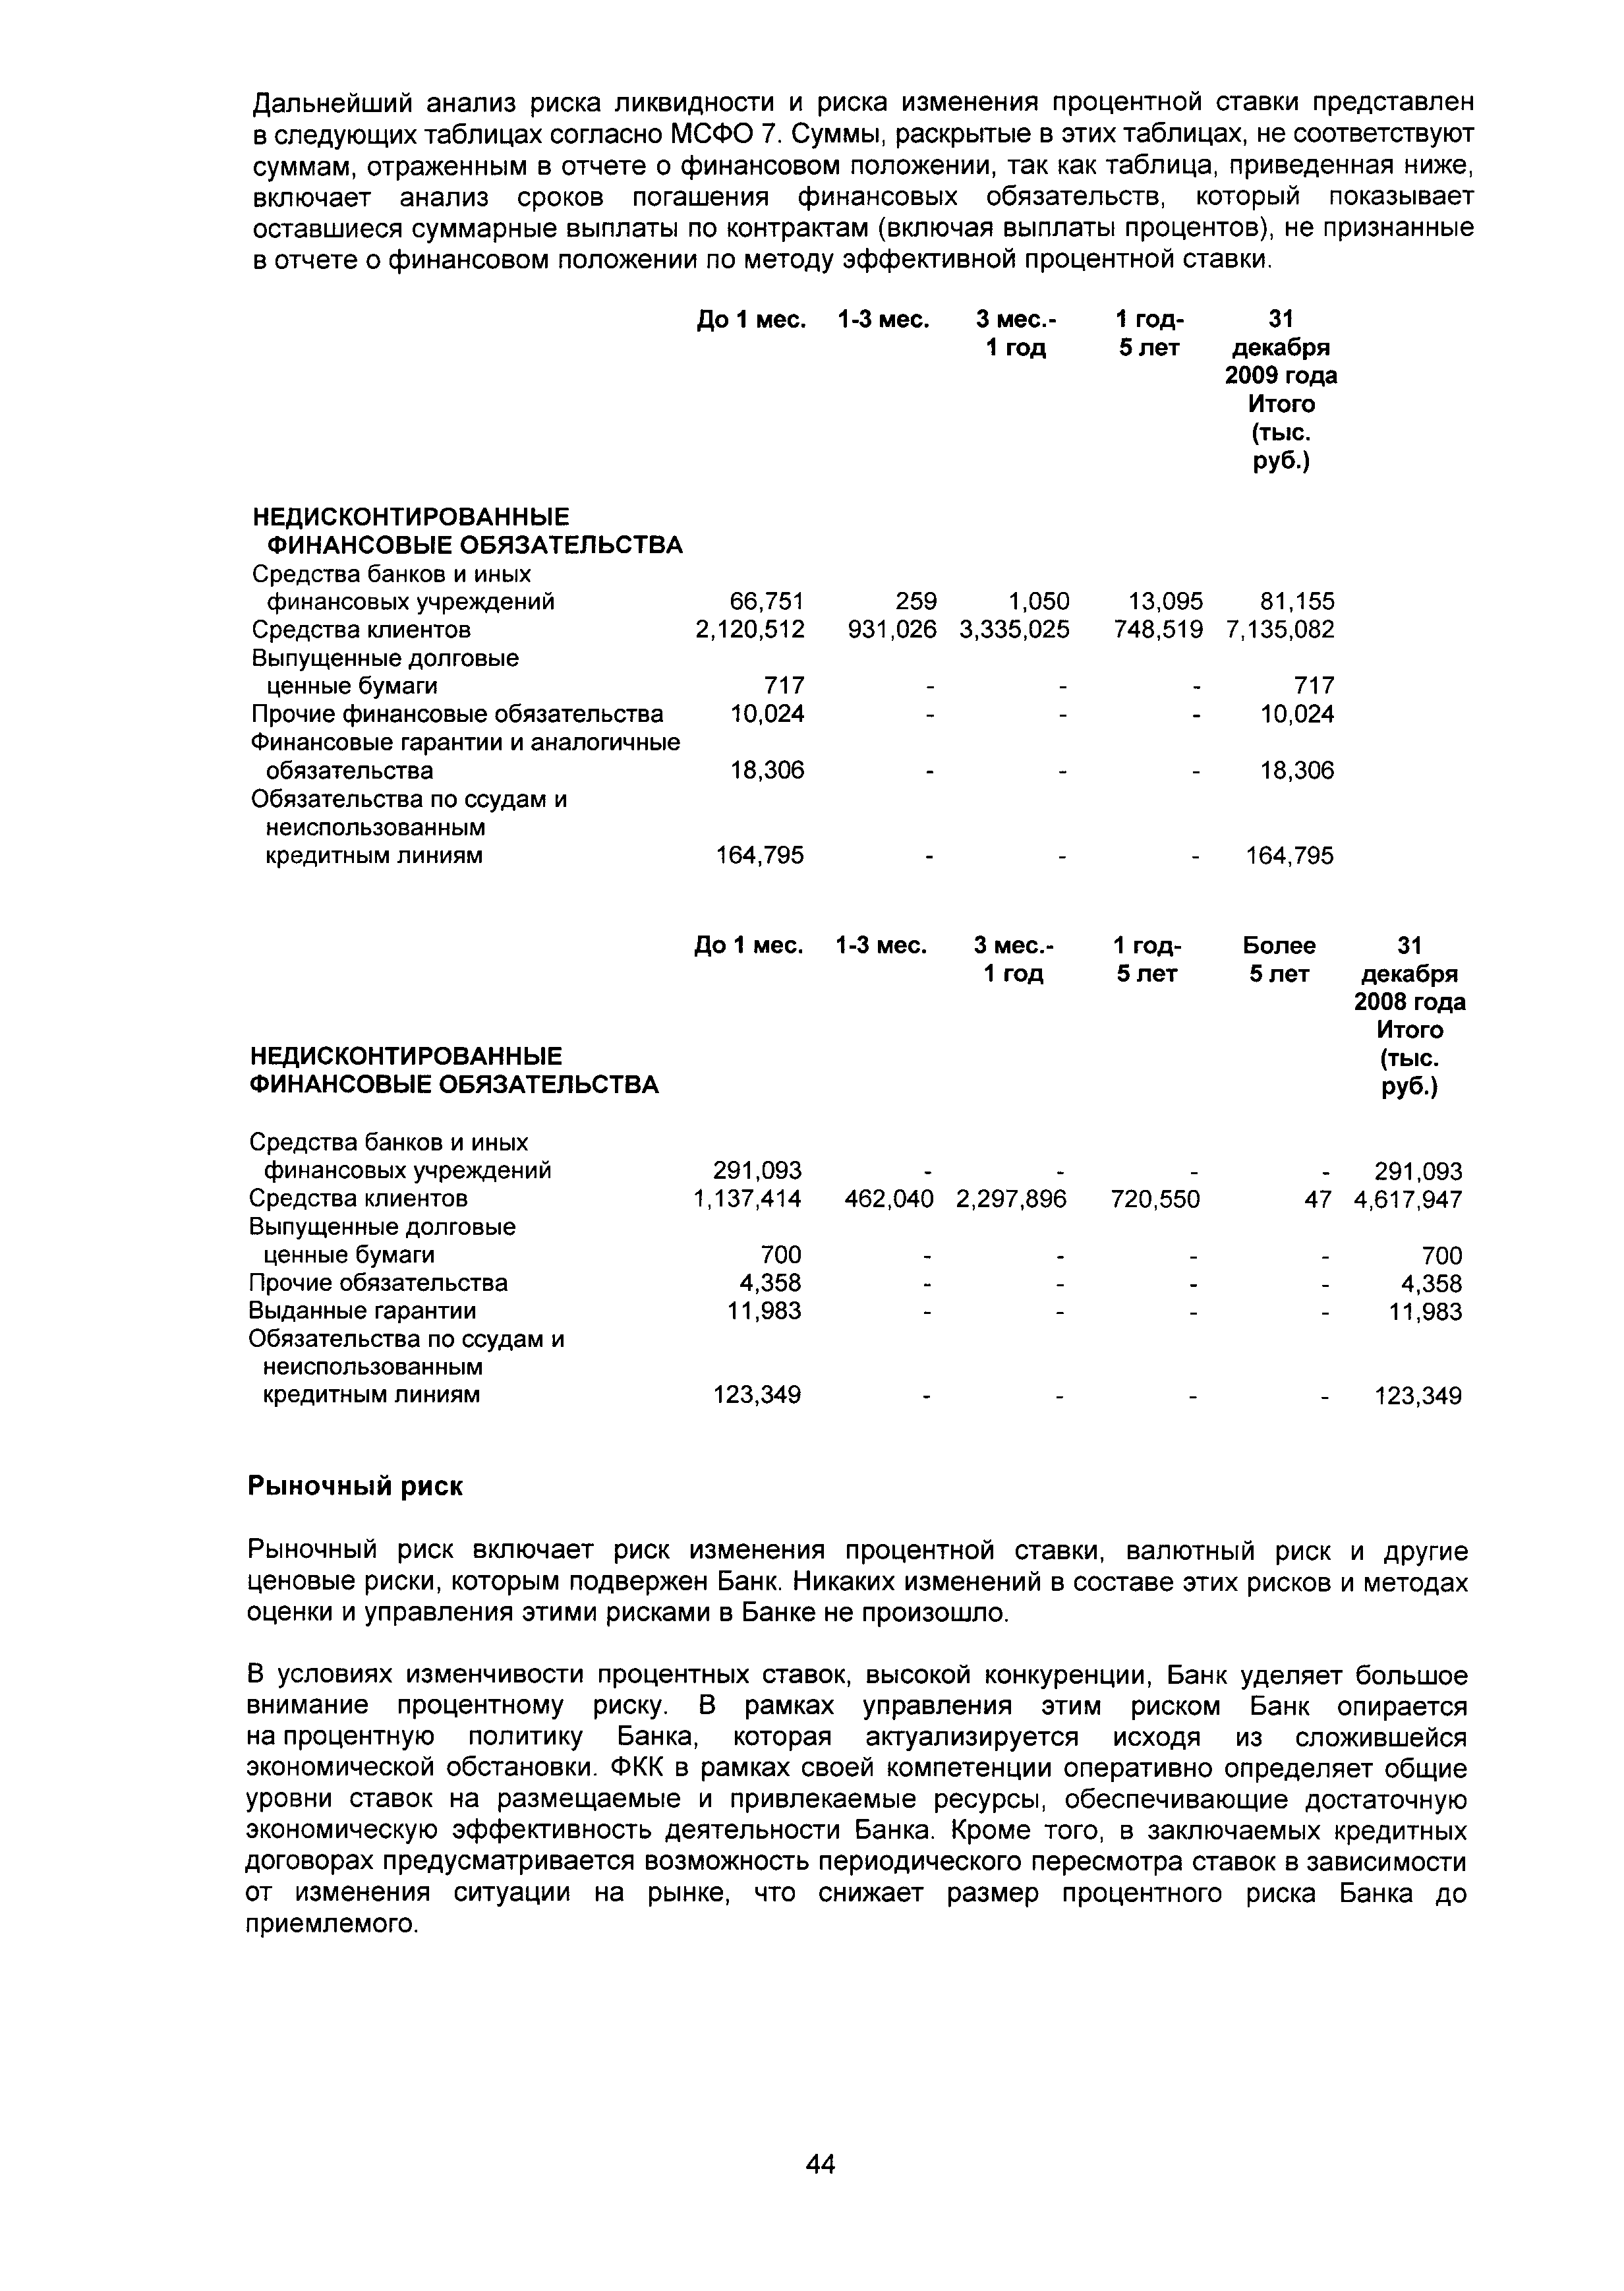 Дальнейший анализ риска ликвидности и риска изменения процентной ставки представлен
в следующих таблицах согласно МСФО 7. Суммы, раскрытые в этих таблицах, не соответствуют
суммам, отраженным в отчете о финансовом положении, так как таблица, приведенная ниже,
включает анализ сроков погашения финансовых обязательств, который показывает
оставшиеся суммарные выплаты по контрактам (включая выплаты процентов), не признанные
в отчете о финансовом положении по методу эффективной процентной ставки.
До 1 мес. 1-3 мес. 3 мес.- 1 год- 31
1 год 5 лет декабря
2009 года
Итого
(тыс.
руб.)
НЕДИСКОНТИРОВАННЫЕ
ФИНАНСОВЫЕ ОБЯЗАТЕЛЬСТВА
Средства банков и иных
финансовых учреждений 66,751 259 1,050 13,095 81,155
Средства клиентов 2,120,512 931,026 3,335,025 748,519 7,135,082
Выпущенные долговые
ценные бумаги 717 - - - 717
Прочие финансовые обязательства 10,024 - - - 10,024
Финансовые гарантии и аналогичные
обязательства 18,306 - - - 18,306
Обязательства по ссудам и
неиспользованным
кредитным линиям 164,795 - - - 164,795
До 1 мес. 1-3 мес. 3 мес.- 1 год- Более 31
1 год 5 лет 5 лет декабря
2008 года
Итого
НЕДИСКОНТИРОВАННЫЕ (тыс.
ФИНАНСОВЫЕ ОБЯЗАТЕЛЬСТВА руб.)
Средства банков и иных
финансовых учреждений 291,093 - - - - 291,093
Средства клиентов 1,137,414 462,040 2,297,896 720,550 47 4,617,947
Выпущенные долговые
ценные бумаги 700 - - - - 700
Прочие обязательства 4,358 - - - - 4,358
Выданные гарантии 11,983 - - - - 11,983
Обязательства по ссудам и
неиспользованным
кредитным линиям 123,349 - - - - 123,349
Рыночный риск
Рыночный риск включает риск изменения процентной ставки, валютный риск и другие
ценовые риски, которым подвержен Банк. Никаких изменений в составе этих рисков и методах
оценки и управления этими рисками в Банке не произошло.
В условиях изменчивости процентных ставок, высокой конкуренции, Банк уделяет большое
внимание процентному риску. В рамках управления этим риском Банк опирается
на процентную политику Банка, которая актуализируется исходя из сложившейся
экономической обстановки. ФКК в рамках своей компетенции оперативно определяет общие
уровни ставок на размещаемые и привлекаемые ресурсы, обеспечивающие достаточную
экономическую эффективность деятельности Банка. Кроме того, в заключаемых кредитных
договорах предусматривается возможность периодического пересмотра ставок в зависимости
от изменения ситуации на рынке, что снижает размер процентного риска Банка до
приемлемого.
44